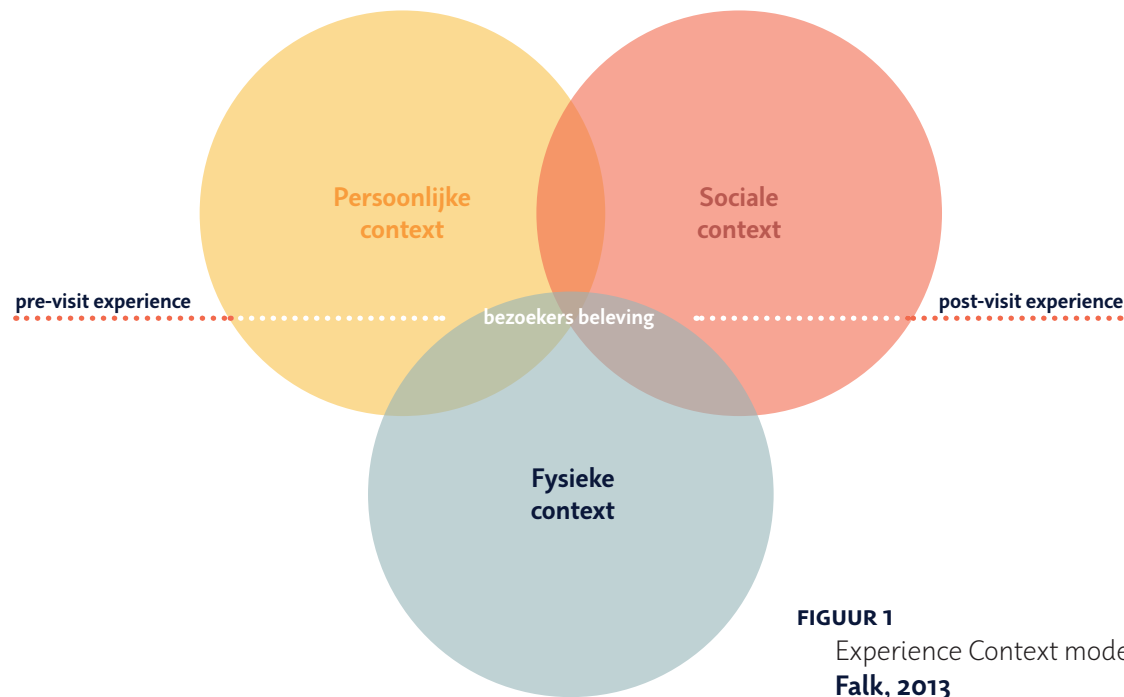 Persoonlijke
context
Sociale
context
pre-visit experience
bezoekers beleving
post-visit experience
Fysieke
context
FIGUUR 1
Experience Context
Falk, 2013